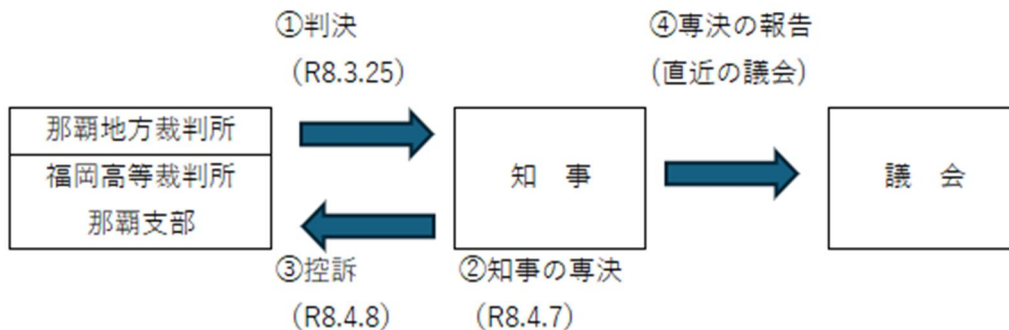 ①判決
（R8.3.25）
④専決の報告
(直近の議会)
那覇地方裁判所
福岡高等裁判所
那覇支部
知　事
議　会
③控訴
（R8.4.8）
②知事の専決
（R8.4.7）